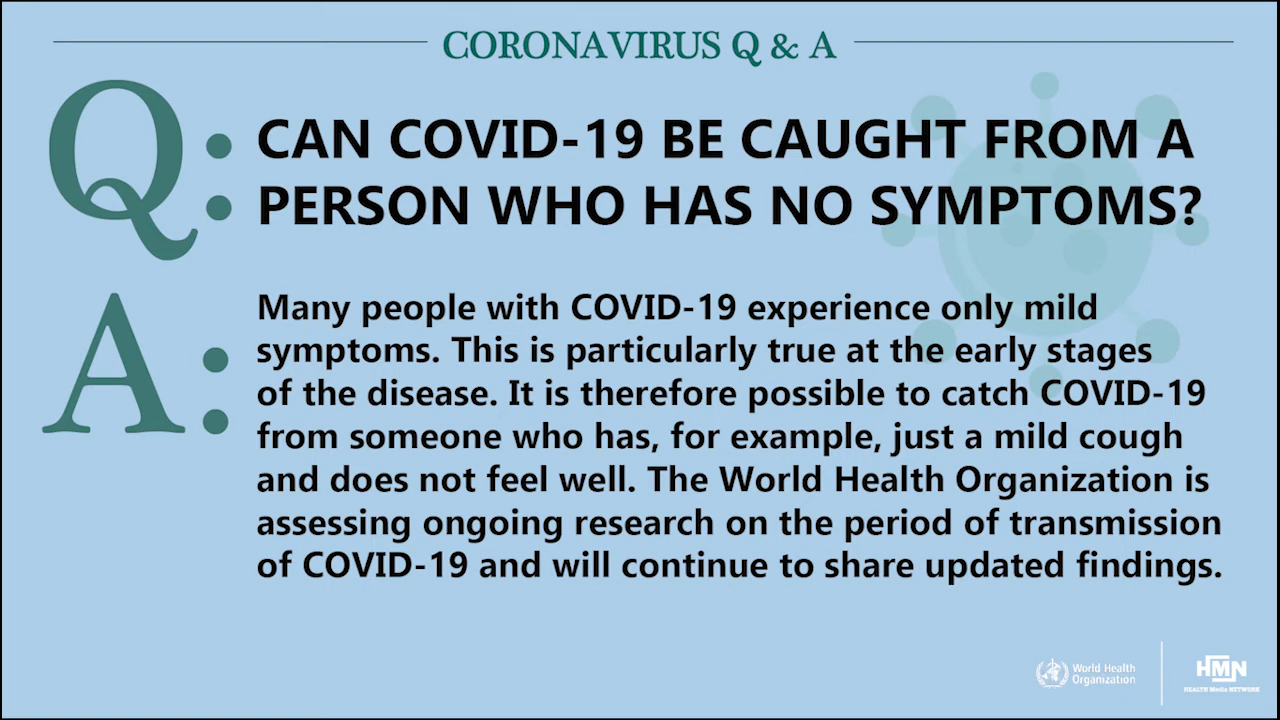 CORONAVIRUS Q & A
Q: CAN COVID-19 BE CAUGHT FROM A
PERSON WHO HAS NO SYMPTOMS?
A: Many people with COVID-19 experience only mild
symptoms. This is particularly true at the early stages
of the disease. It is therefore possible to catch COVID-19
from someone who has, for example, just a mild cough
and does not feel well. The World Health Organization is
assessing ongoing research on the period of transmission
of COVID-19 and will continue to share updated findings.
World Health
Organization
HMN
HEALTH Media NETWORK